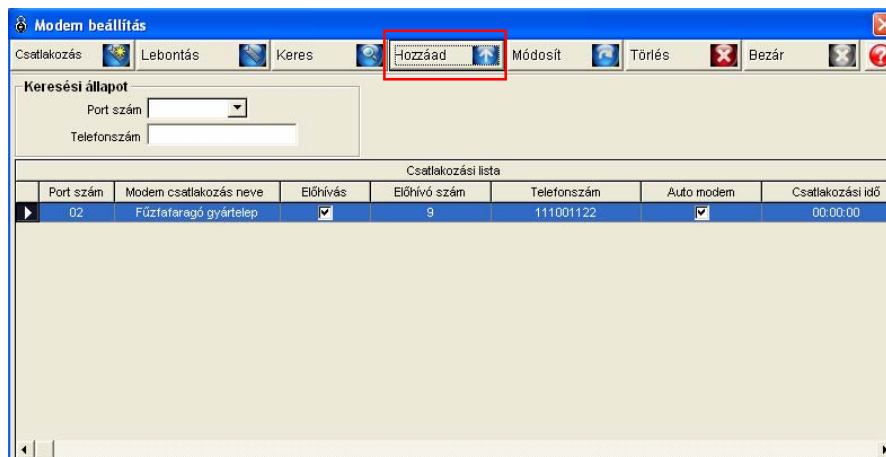 Modem beállítás
Csatlakozás Lebontás Keres Hozzáad Módosít Törlés Bezár ?
Keresési állapot
Port szám
Telefonszám
Csatlakozási lista
Port szám Modem csatlakozás neve Előhívás Előhívó szám Telefonszám Auto modem Csatlakozási idő
02 Fűzfafaragó gyártelep 9 111001122 00:00:00